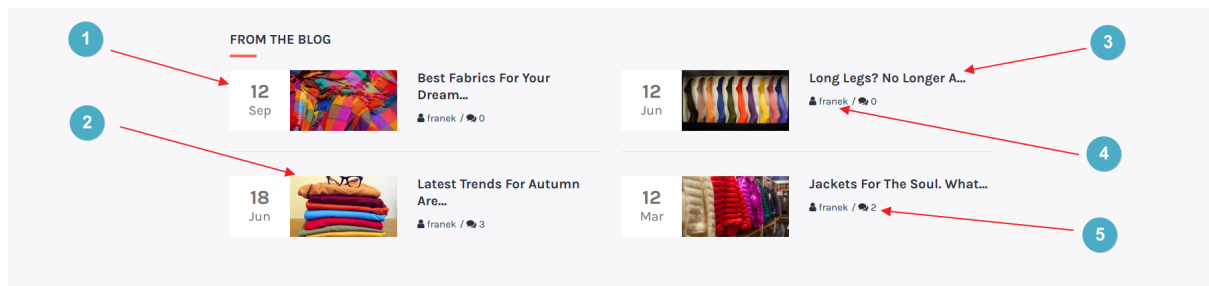 1
FROM THE BLOG
3
12
Sep
Best Fabrics For Your
Dream...
franek / 0
12
Jun
Long Legs? No Longer A...
franek / 0
2
4
18
Jun
Latest Trends For Autumn
Are...
franek / 3
12
Mar
Jackets For The Soul. What...
franek / 2
5